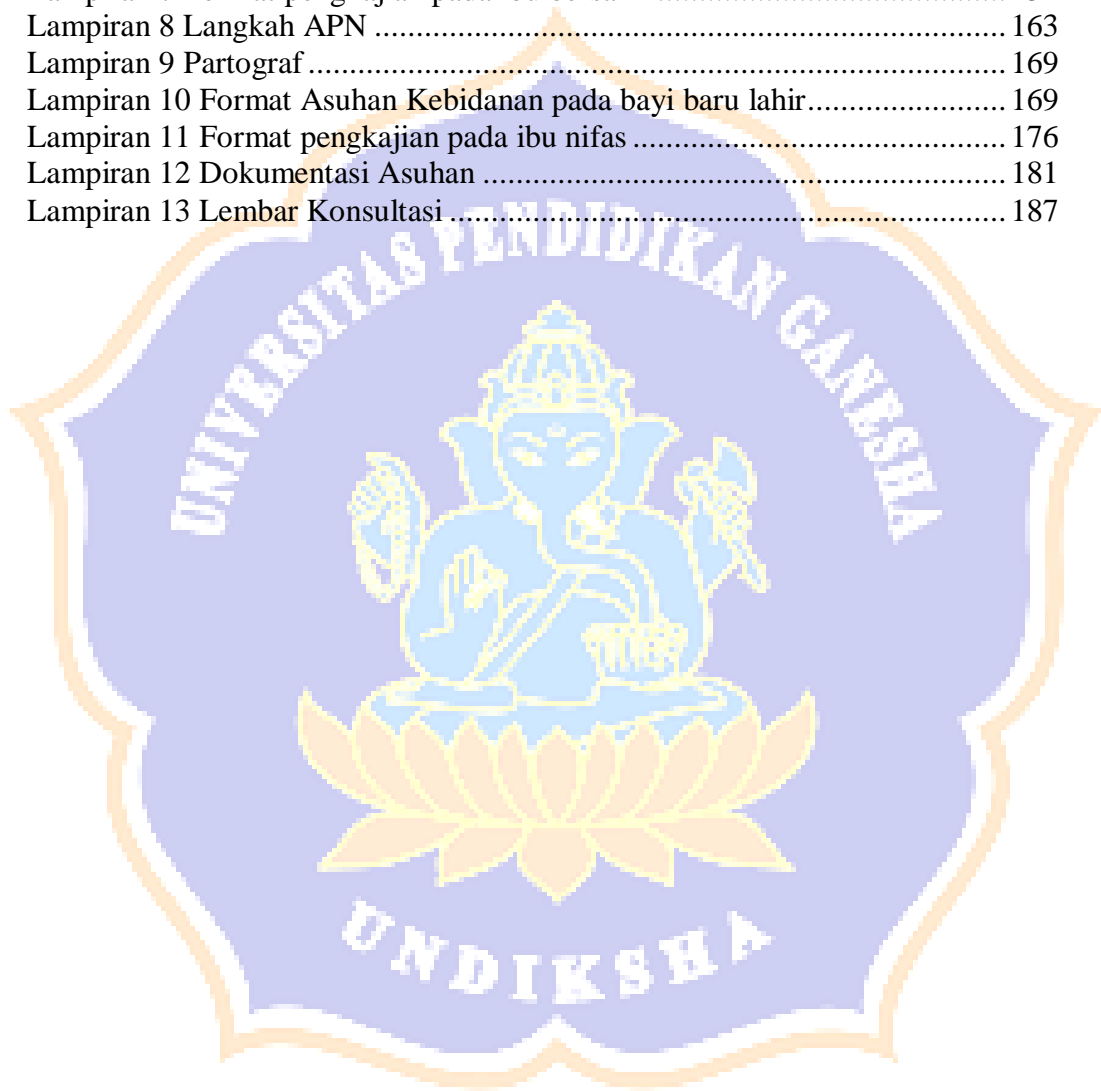 Lampiran 8 Langkah APN ........................................................................ 163
Lampiran 9 Partograf ................................................................................ 169
Lampiran 10 Format Asuhan Kebidanan pada bayi baru lahir....................... 169
Lampiran 11 Format pengkajian pada ibu nifas ........................................... 176
Lampiran 12 Dokumentasi Asuhan ............................................................ 181
Lampiran 13 Lembar Konsultasi ................................................................ 187
UNIVERSITAS PENDIDIKAN GANESHA
UNDIKSHA